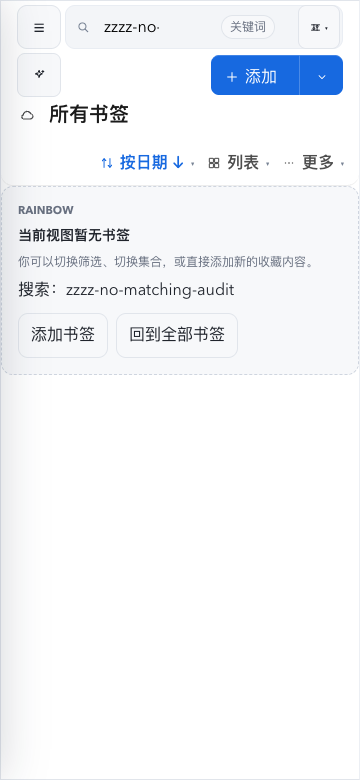 zzzz-no-
关键词
添加
所有书签
按日期
列表
更多
RAINBOW
当前视图暂无书签
你可以切换筛选、切换集合，或直接添加新的收藏内容。
搜索：zzzz-no-matching-audit
添加书签
回到全部书签